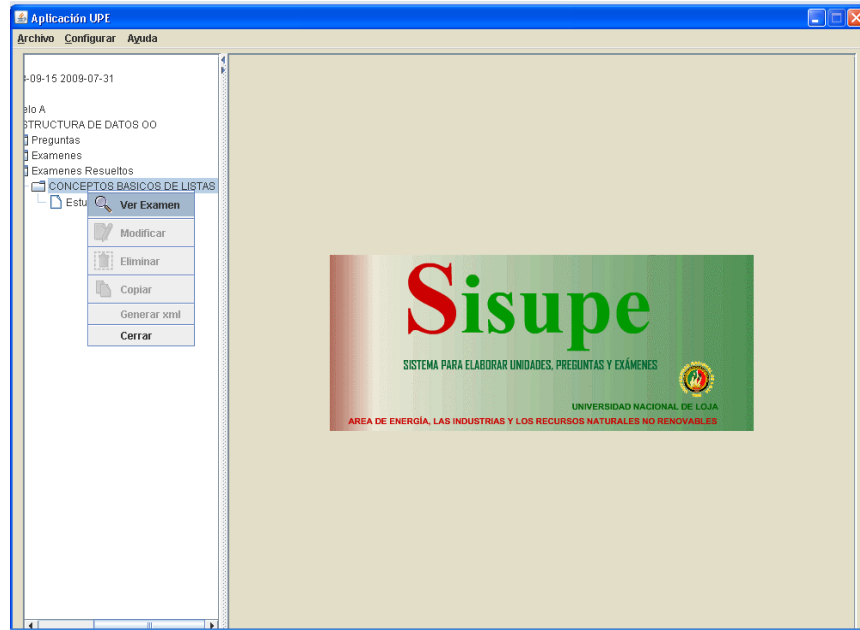 Aplicación UPE
Archivo Configurar Ayuda
-09-15 2009-07-31
elo A
STRUCTURA DE DATOS OO
Preguntas
Examenes
Examenes Resueltos
CONCEPTOS BASICOS DE LISTAS
Estu
Ver Examen
Modificar
Eliminar
Copiar
Generar xml
Cerrar
Sisupe
SISTEMA PARA ELABORAR UNIDADES, PREGUNTAS Y EXÁMENES
UNIVERSIDAD NACIONAL DE LOJA
AREA DE ENERGÍA, LAS INDUSTRIAS Y LOS RECURSOS NATURALES NO RENOVABLES